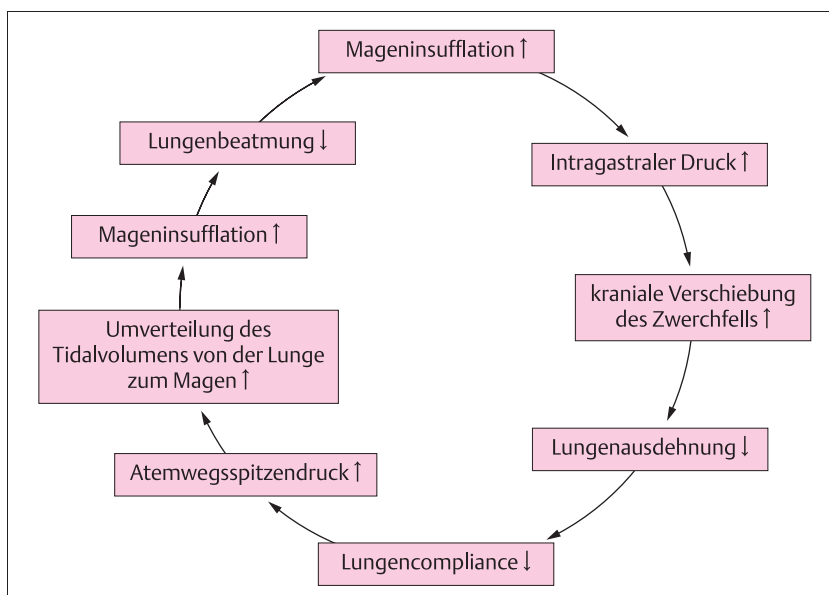 Mageninsufflation ↑
Intragastraler Druck ↑
kraniale Verschiebung
des Zwerchfells ↑
Lungenausdehnung ↓
Lungencompliance ↓
Atemwegsspitzendruck ↑
Umverteilung des
Tidalvolumens von der Lunge
zum Magen ↑
Mageninsufflation ↑
Lungenbeatmung ↓